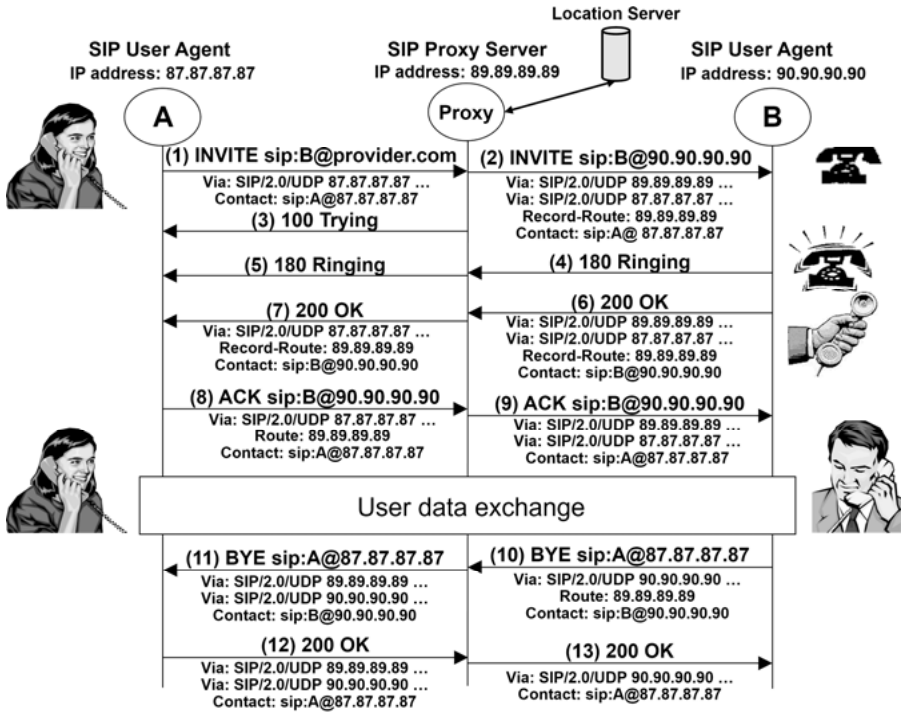 Location Server
SIP User Agent
IP address: 87.87.87.87
SIP Proxy Server
IP address: 89.89.89.89
SIP User Agent
IP address: 90.90.90.90
A
Proxy
B
(1) INVITE sip:B@provider.com
Via: SIP/2.0/UDP 87.87.87.87 ...
Contact: sip:A@87.87.87.87
(2) INVITE sip:B@90.90.90.90
Via: SIP/2.0/UDP 89.89.89.89 ...
Via: SIP/2.0/UDP 87.87.87.87 ...
Record-Route: 89.89.89.89
Contact: sip:A@ 87.87.87.87
(3) 100 Trying
(4) 180 Ringing
(5) 180 Ringing
(6) 200 OK
Via: SIP/2.0/UDP 89.89.89.89 ...
Via: SIP/2.0/UDP 87.87.87.87 ...
Record-Route: 89.89.89.89
Contact: sip:B@90.90.90.90
(7) 200 OK
Via: SIP/2.0/UDP 87.87.87.87 ...
Record-Route: 89.89.89.89
Contact: sip:B@90.90.90.90
(8) ACK sip:B@90.90.90.90
Via: SIP/2.0/UDP 87.87.87.87 ...
Route: 89.89.89.89
Contact: sip:A@87.87.87.87
(9) ACK sip:B@90.90.90.90
Via: SIP/2.0/UDP 89.89.89.89 ...
Via: SIP/2.0/UDP 87.87.87.87 ...
Contact: sip:A@87.87.87.87
User data exchange
(10) BYE sip:A@87.87.87.87
Via: SIP/2.0/UDP 90.90.90.90 ...
Route: 89.89.89.89
Contact: sip:B@90.90.90.90
(11) BYE sip:A@87.87.87.87
Via: SIP/2.0/UDP 89.89.89.89 ...
Via: SIP/2.0/UDP 90.90.90.90 ...
Contact: sip:B@90.90.90.90
(12) 200 OK
Via: SIP/2.0/UDP 89.89.89.89 ...
Via: SIP/2.0/UDP 90.90.90.90 ...
Contact: sip:A@87.87.87.87
(13) 200 OK
Via: SIP/2.0/UDP 90.90.90.90 ...
Contact: sip:A@87.87.87.87